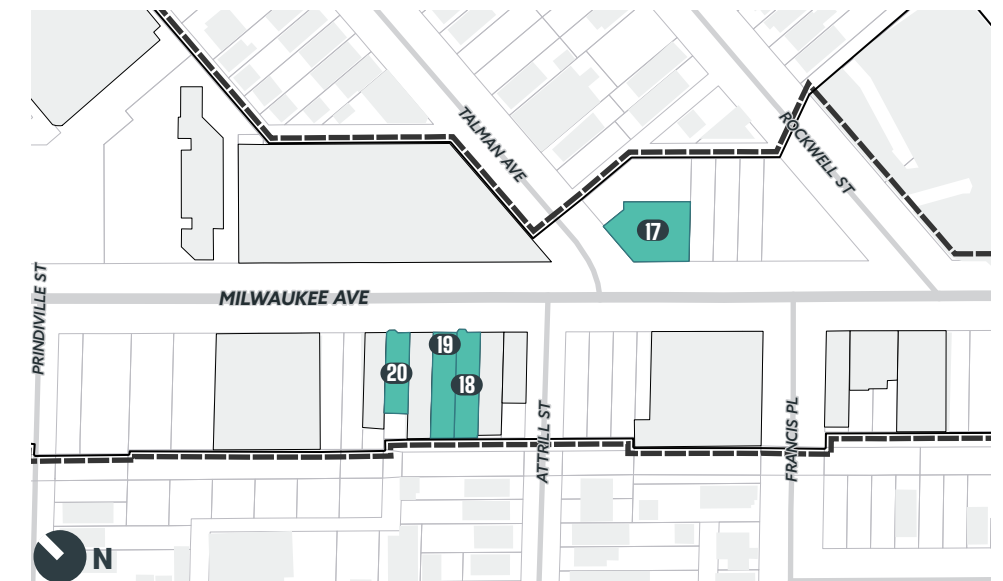 TALMAN AVE
ROCKWELL ST
17
PRINDIVILLE ST
MILWAUKEE AVE
19
20
18
ATTRILL ST
FRANCIS PL
N